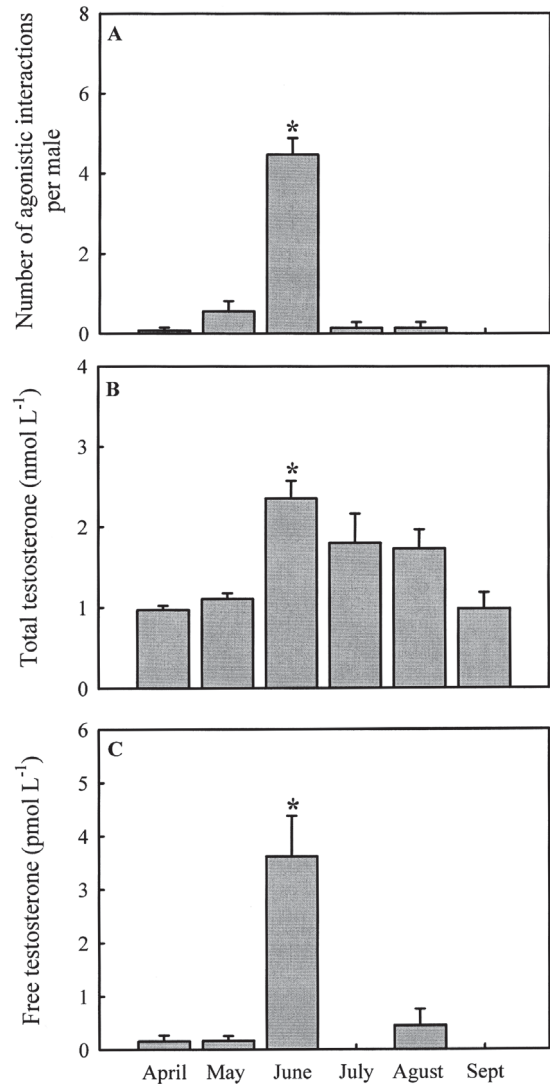 A
Number of agonistic interactions
per male
8
6
4
2
0
*
B
Total testosterone (nmol L⁻¹)
4
3
2
1
0
*
C
Free testosterone (pmol L⁻¹)
6
5
4
3
2
1
0
*
April May June July Agust Sept